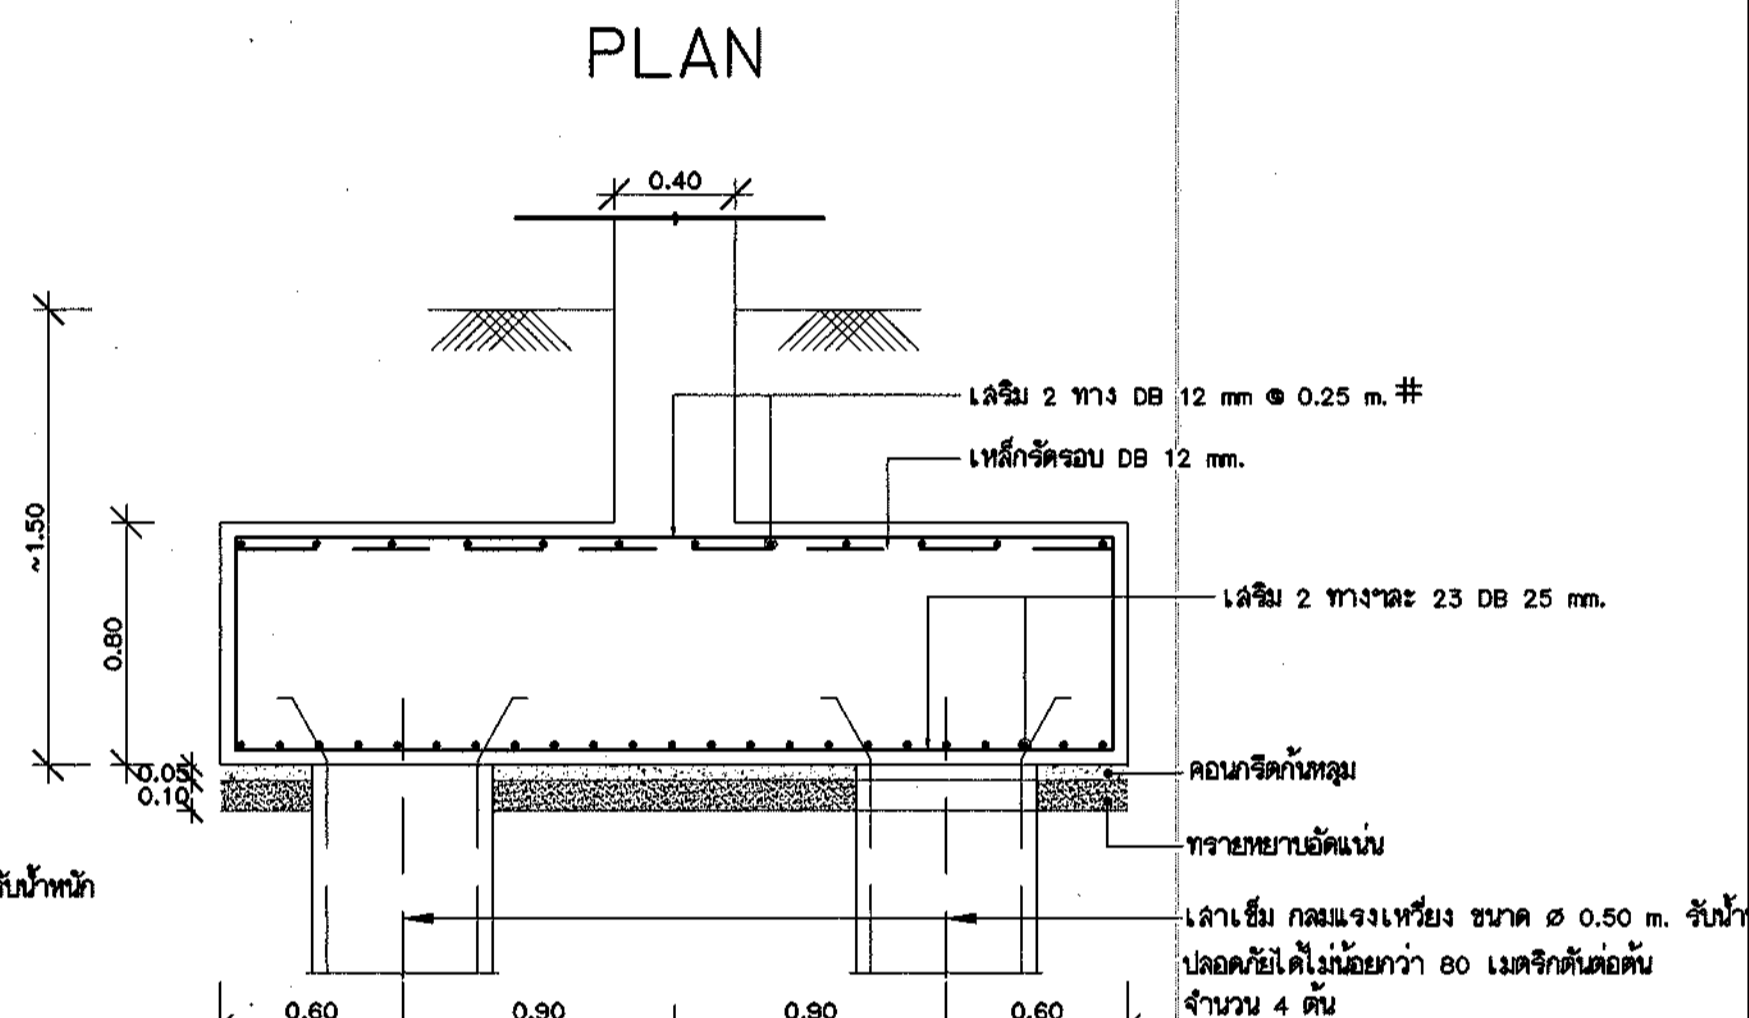 PLAN
0.40
เสริม 2 ทาง DB 12 mm @ 0.25 m. #
เหล็กรัดรอบ DB 12 mm.
~1.50
0.80
เสริม 2 ทางๆละ 23 DB 25 mm.
0.05
0.10
คอนกรีตก้นหลุม
ทรายหยาบอัดแน่น
รับน้ำหนัก
เสาเข็ม กลมแรงเหวี่ยง ขนาด ø 0.50 m. รับน้ำ
ปลอดภัยได้ไม่น้อยกว่า 80 เมตริกตันต่อต้น
จำนวน 4 ต้น
0.60 0.90 0.90 0.60